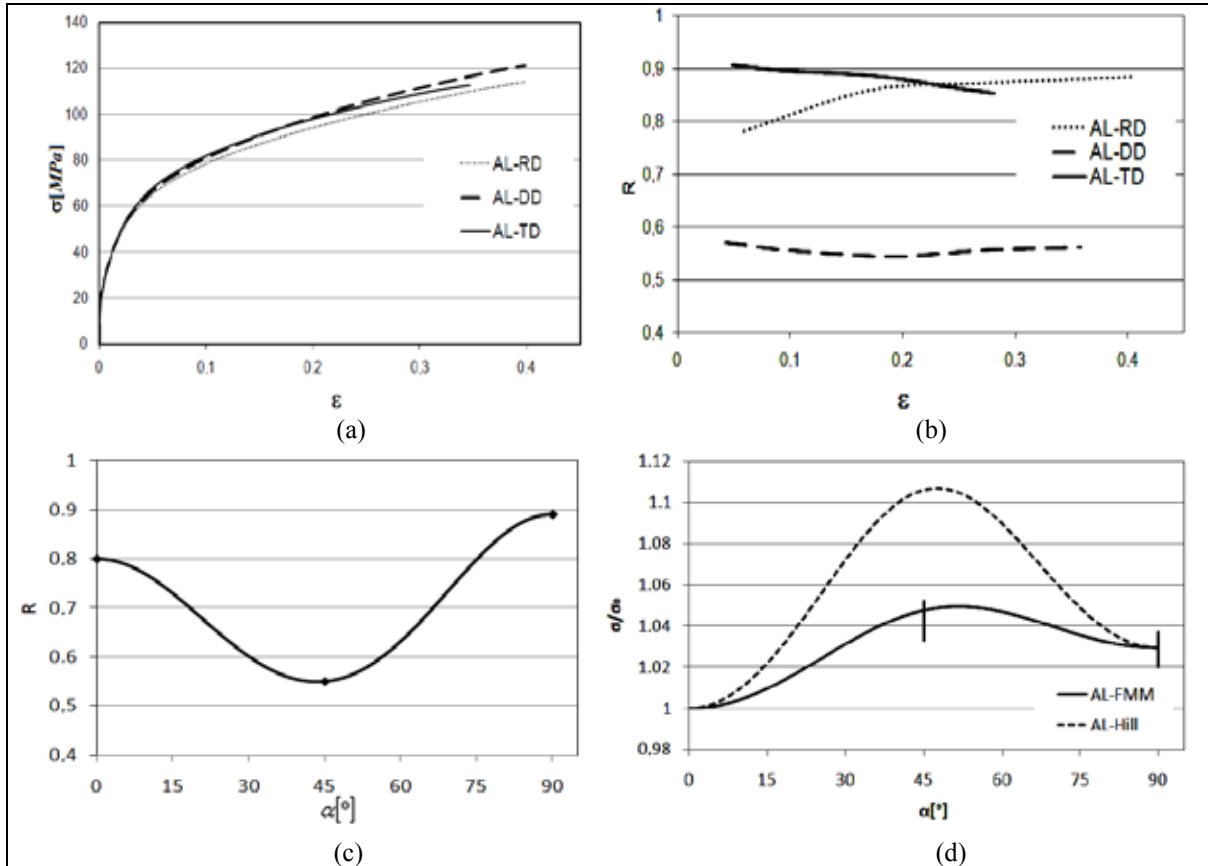 140
120
100
80
60
40
20
0
σ[MPa]
AL-RD
AL-DD
AL-TD
0
0.1
0.2
0.3
0.4
ε
(a)
1
0.9
0.8
0.7
0.6
0.5
0.4
R
AL-RD
AL-DD
AL-TD
0
0.1
0.2
0.3
0.4
ε
(b)
1
0.9
0.8
0.7
0.6
0.5
0.4
R
0
15
30
45
60
75
90
α[°]
(c)
1.12
1.1
1.08
1.06
1.04
1.02
1
0.98
σ/σ₀
AL-FMM
AL-Hill
0
15
30
45
60
75
90
α[°]
(d)